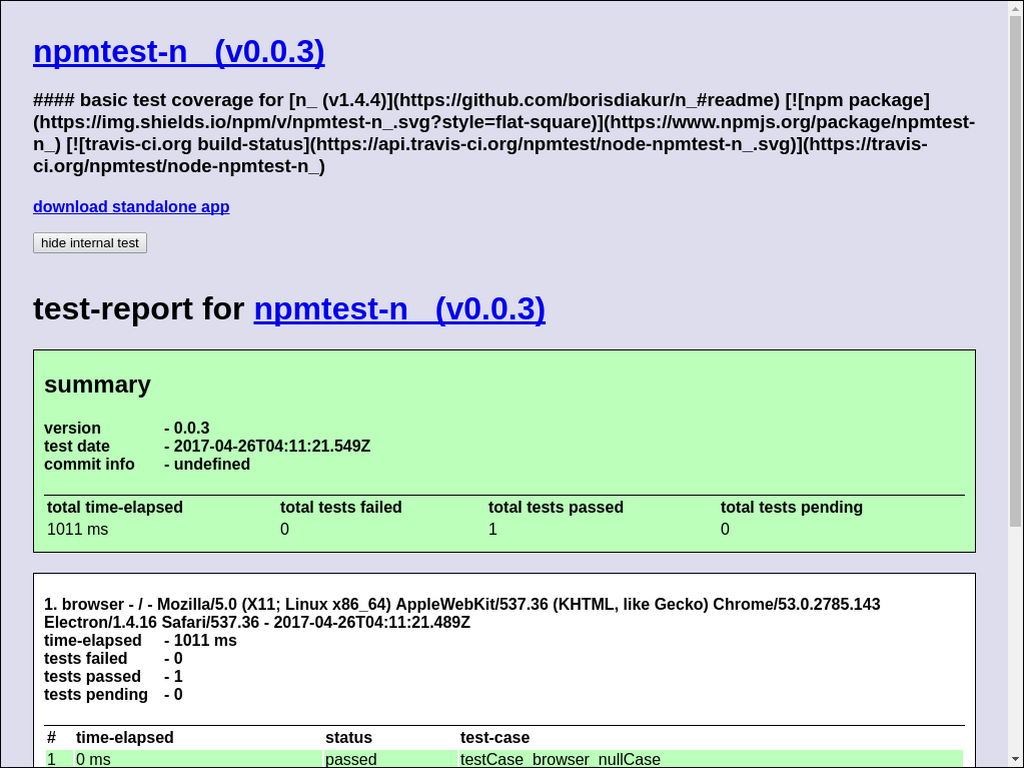 npmtest-n_ (v0.0.3)
#### basic test coverage for [n_ (v1.4.4)](https://github.com/borisdiakur/n_#readme) [![npm package]
(https://img.shields.io/npm/v/npmtest-n_.svg?style=flat-square)](https://www.npmjs.org/package/npmtest-
n_) [![travis-ci.org build-status](https://api.travis-ci.org/npmtest/node-npmtest-n_.svg)](https://travis-
ci.org/npmtest/node-npmtest-n_)
download standalone app
hide internal test
test-report for npmtest-n_ (v0.0.3)
summary
version - 0.0.3
test date - 2017-04-26T04:11:21.549Z
commit info - undefined
total time-elapsed total tests failed total tests passed total tests pending
1011 ms 0 1 0
1. browser - / - Mozilla/5.0 (X11; Linux x86_64) AppleWebKit/537.36 (KHTML, like Gecko) Chrome/53.0.2785.143
Electron/1.4.16 Safari/537.36 - 2017-04-26T04:11:21.489Z
time-elapsed - 1011 ms
tests failed - 0
tests passed - 1
tests pending - 0
# time-elapsed status test-case
1 0 ms passed testCase_browser_nullCase